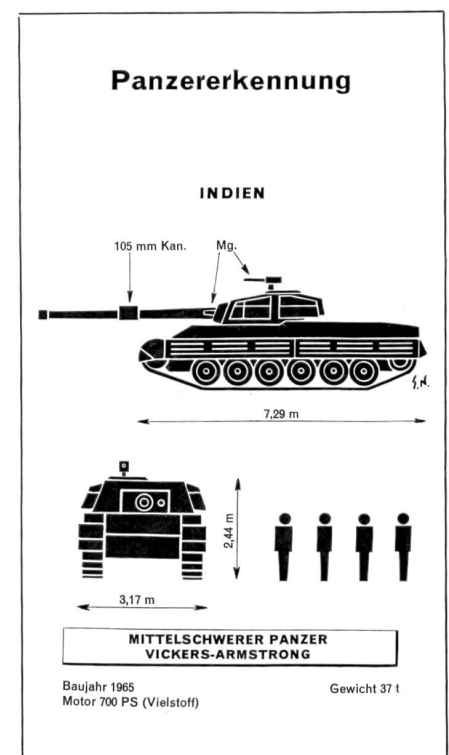 Panzererkennung
INDIEN
105 mm Kan.
Mg.
S.N.
7,29 m
2,44 m
3,17 m
MITTELSCHWERER PANZER
VICKERS-ARMSTRONG
Baujahr 1965
Motor 700 PS (Vielstoff)
Gewicht 37 t